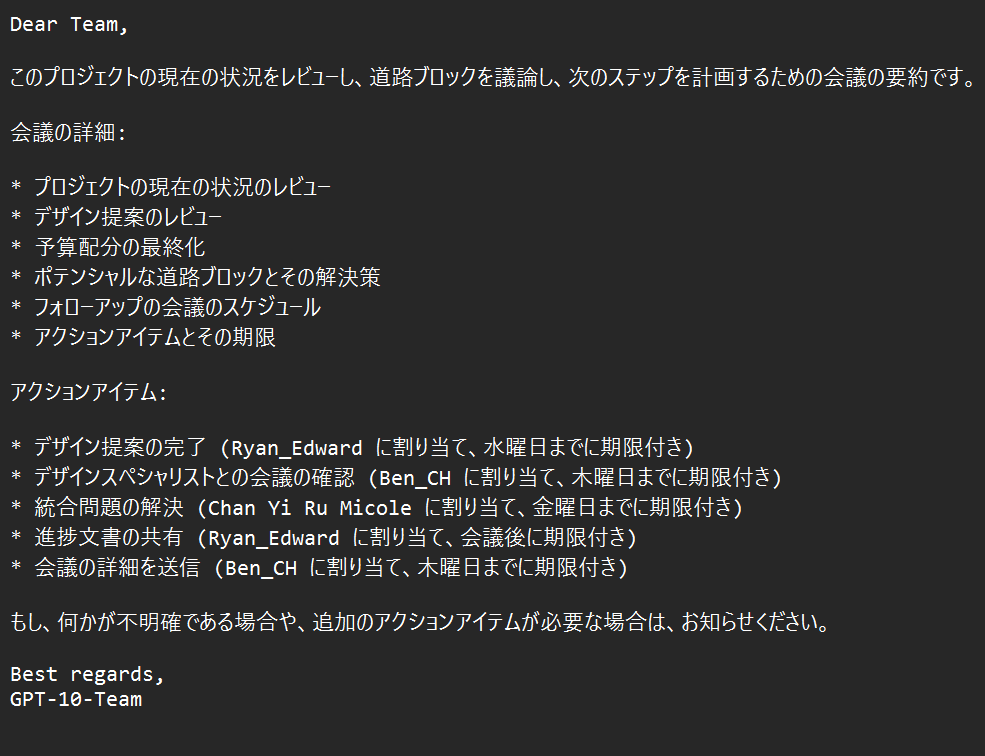 Dear Team,
このプロジェクトの現在の状況をレビューし、道路ブロックを議論し、次のステップを計画するための会議の要約です。
会議の詳細:
* プロジェクトの現在の状況のレビュー
* デザイン提案のレビュー
* 予算配分の最終化
* ポテンシャルな道路ブロックとその解決策
* フォローアップの会議のスケジュール
* アクションアイテムとその期限
アクションアイテム:
* デザイン提案の完了 (Ryan_Edward に割り当て、水曜日までに期限付き)
* デザインスペシャリストとの会議の確認 (Ben_CH に割り当て、木曜日までに期限付き)
* 統合問題の解決 (Chan Yi Ru Micole に割り当て、金曜日までに期限付き)
* 進捗文書の共有 (Ryan_Edward に割り当て、会議後に期限付き)
* 会議の詳細を送信 (Ben_CH に割り当て、木曜日までに期限付き)
もし、何かが不明確である場合や、追加のアクションアイテムが必要な場合は、お知らせください。
Best regards,
GPT-10-Team